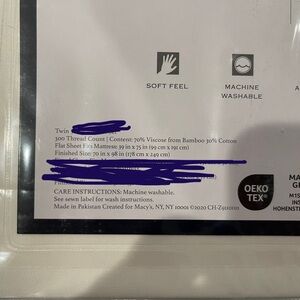 SOFT FEEL
MACHINE
WASHABLE
A
Twin
300 Thread Count | Content: 70% Viscose from Bamboo 30% Cotton
Flat Sheet Fits Mattress: 39 in x 75 in (99 cm x 191 cm)
Finished Size: 70 in x 98 in (178 cm x 249 cm)
CARE INSTRUCTIONS: Machine washable.
See sewn label for wash instructions.
Made in Pakistan Created for Macy's, NY, NY 10001 ©2020
OEKO
TEX®
MA
HOHENST